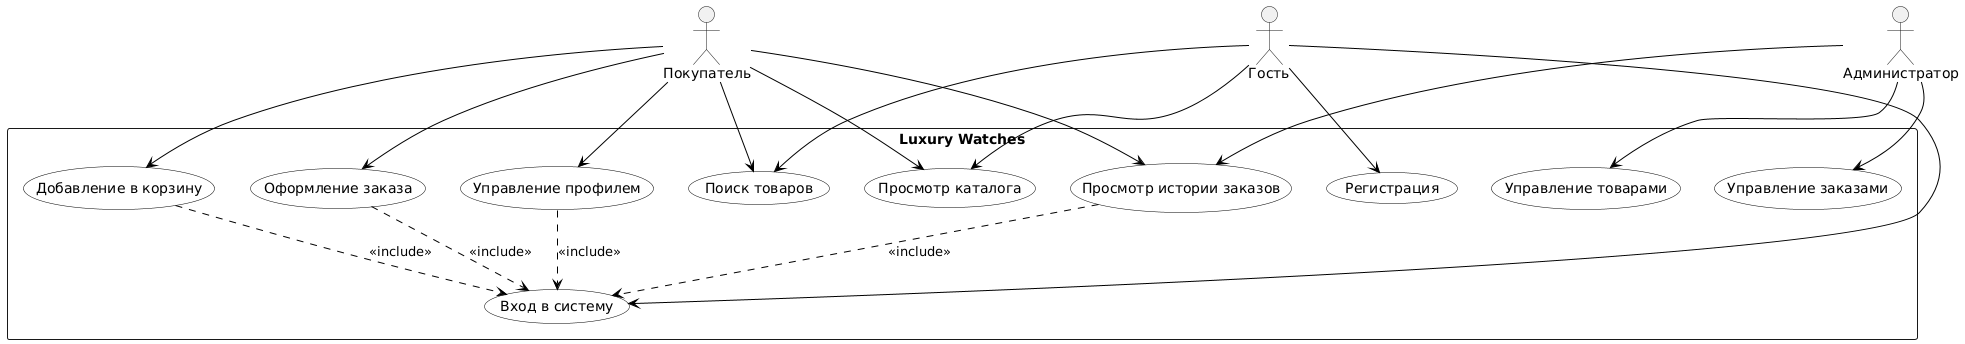 Покупатель
Гость
Администратор
Luxury Watches
Добавление в корзину
Оформление заказа
Управление профилем
Поиск товаров
Просмотр каталога
Просмотр истории заказов
Регистрация
Управление товарами
Управление заказами
«include»
«include»
«include»
«include»
Вход в систему